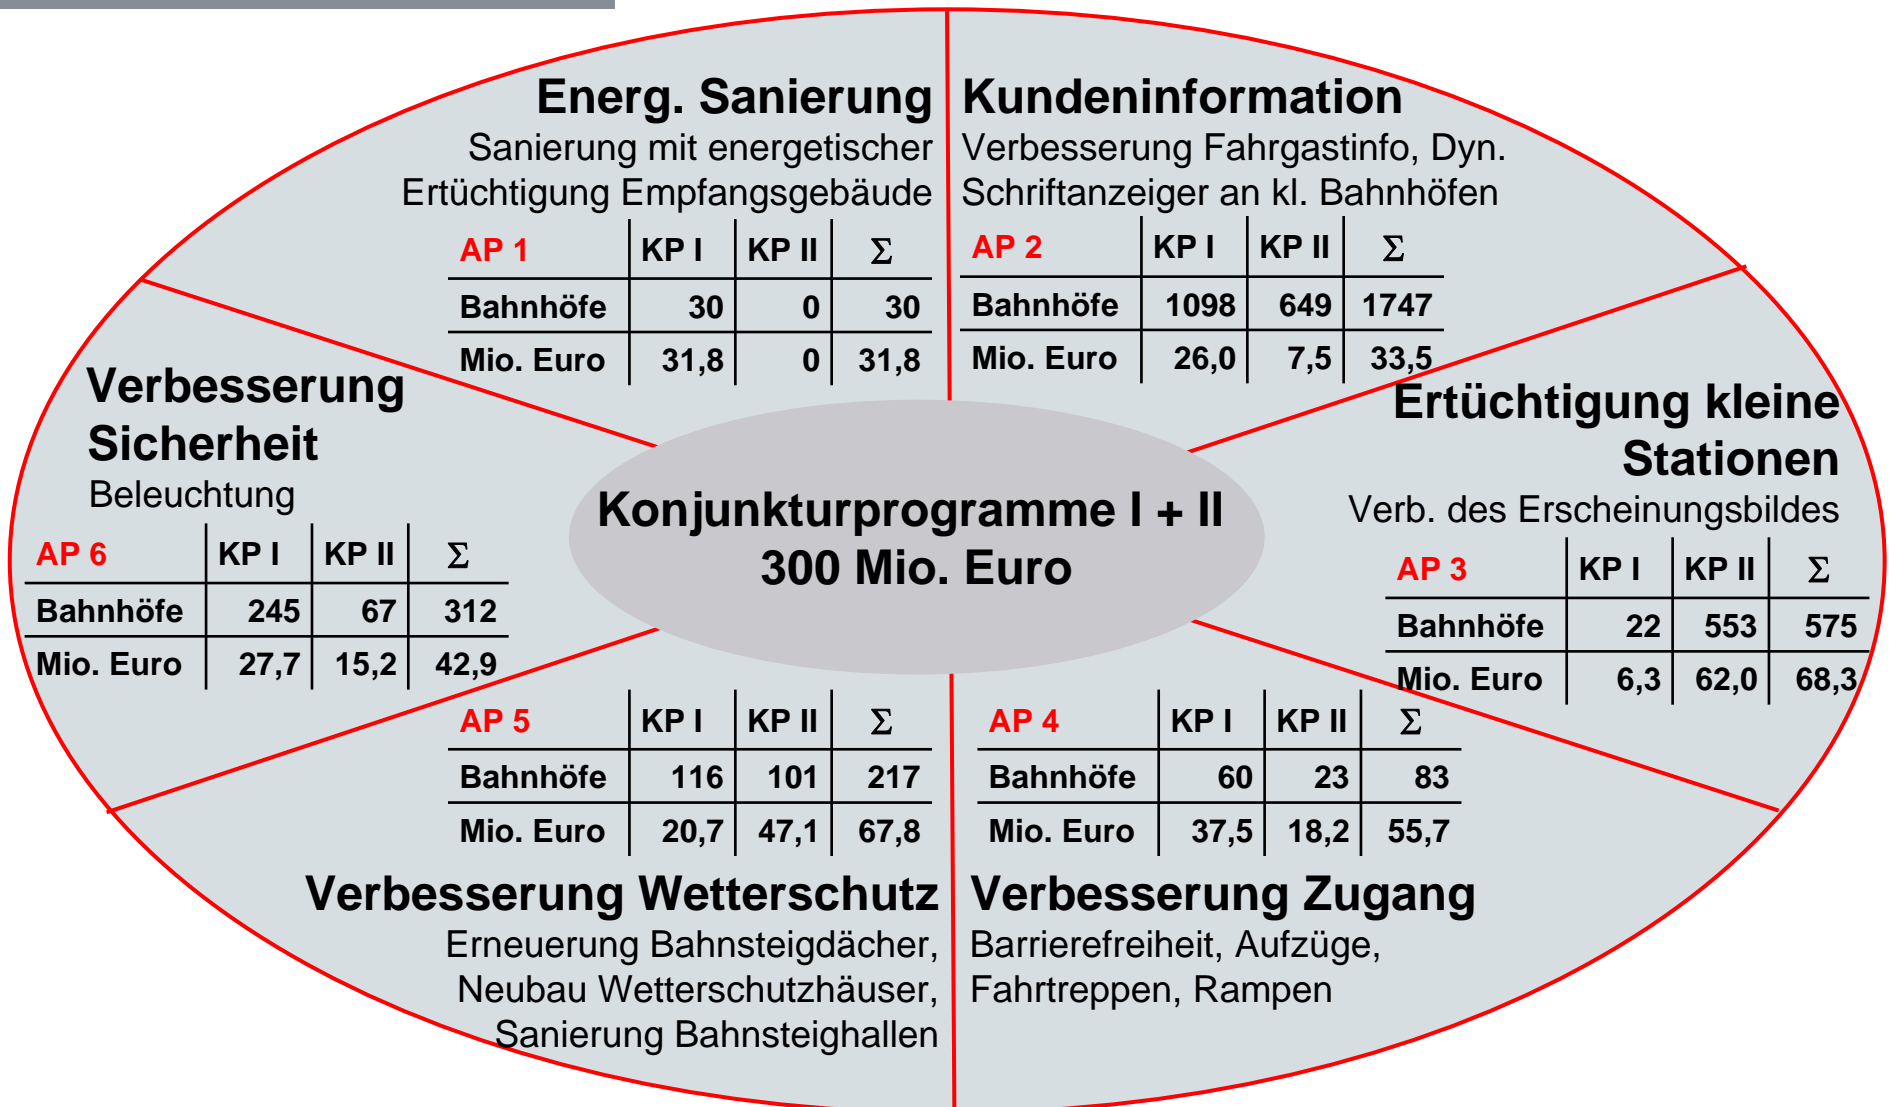 Energ. Sanierung
Sanierung mit energetischer
Ertüchtigung Empfangsgebäude
AP 1 KP I KP II Σ
Bahnhöfe 30 0 30
Mio. Euro 31,8 0 31,8
Kundeninformation
Verbesserung Fahrgastinfo, Dyn.
Schriftanzeiger an kl. Bahnhöfen
AP 2 KP I KP II Σ
Bahnhöfe 1098 649 1747
Mio. Euro 26,0 7,5 33,5
Verbesserung
Sicherheit
Beleuchtung
AP 6 KP I KP II Σ
Bahnhöfe 245 67 312
Mio. Euro 27,7 15,2 42,9
Konjunkturprogramme I + II
300 Mio. Euro
Ertüchtigung kleine
Stationen
Verb. des Erscheinungsbildes
AP 3 KP I KP II Σ
Bahnhöfe 22 553 575
Mio. Euro 6,3 62,0 68,3
AP 5 KP I KP II Σ
Bahnhöfe 116 101 217
Mio. Euro 20,7 47,1 67,8
Verbesserung Wetterschutz
Erneuerung Bahnsteigdächer,
Neubau Wetterschutzhäuser,
Sanierung Bahnsteighallen
AP 4 KP I KP II Σ
Bahnhöfe 60 23 83
Mio. Euro 37,5 18,2 55,7
Verbesserung Zugang
Barrierefreiheit, Aufzüge,
Fahrtreppen, Rampen